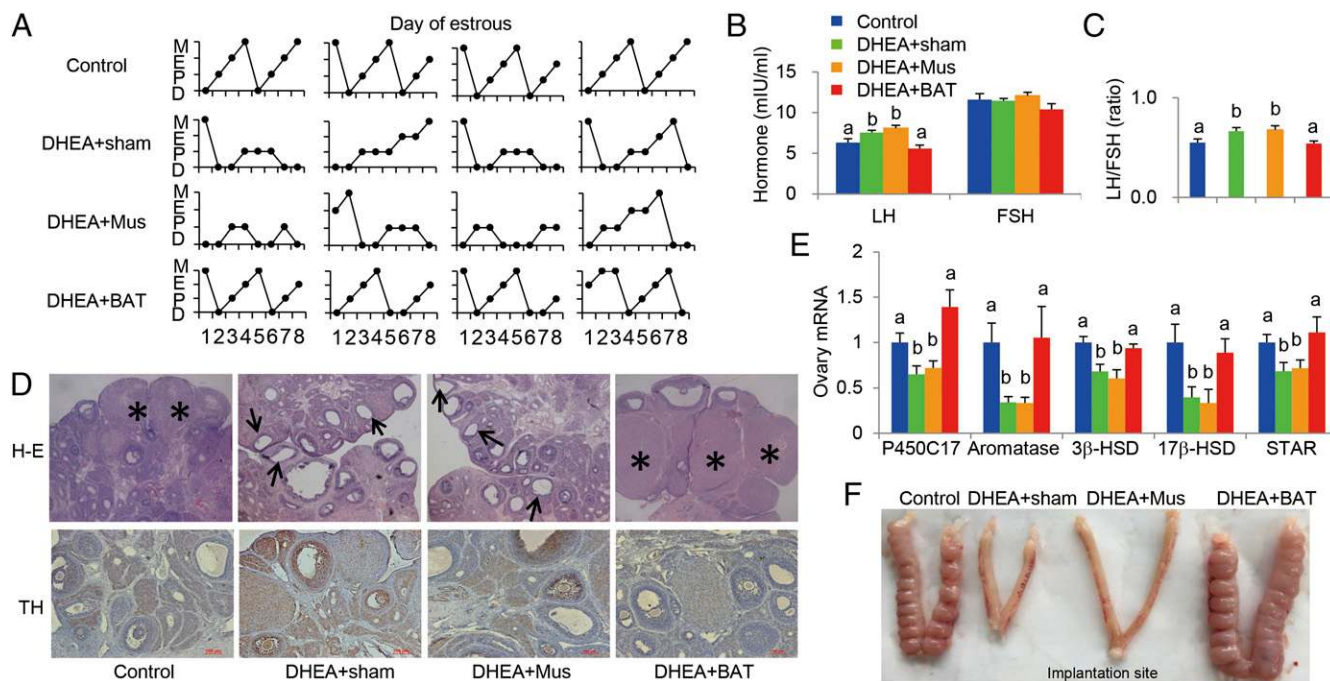 A
Day of estrous
Control
M
E
P
D
DHEA+sham
M
E
P
D
DHEA+Mus
M
E
P
D
DHEA+BAT
M
E
P
D
12345678 12345678 12345678 12345678
B
Control
DHEA+sham
DHEA+Mus
DHEA+BAT
Hormone (mIU/ml)
15
10
5
0
a b b a
LH FSH
C
LH/FSH (ratio)
1.0
0.0
a b b a
D
H-E
* * * * *
TH
Control DHEA+sham DHEA+Mus DHEA+BAT
E
Ovary mRNA
2
1.5
1
0.5
0
a b b a a b b a a b b a a b b a a b b a
P450C17 Aromatase 3β-HSD 17β-HSD STAR
F
Control DHEA+sham DHEA+Mus DHEA+BAT
Implantation site